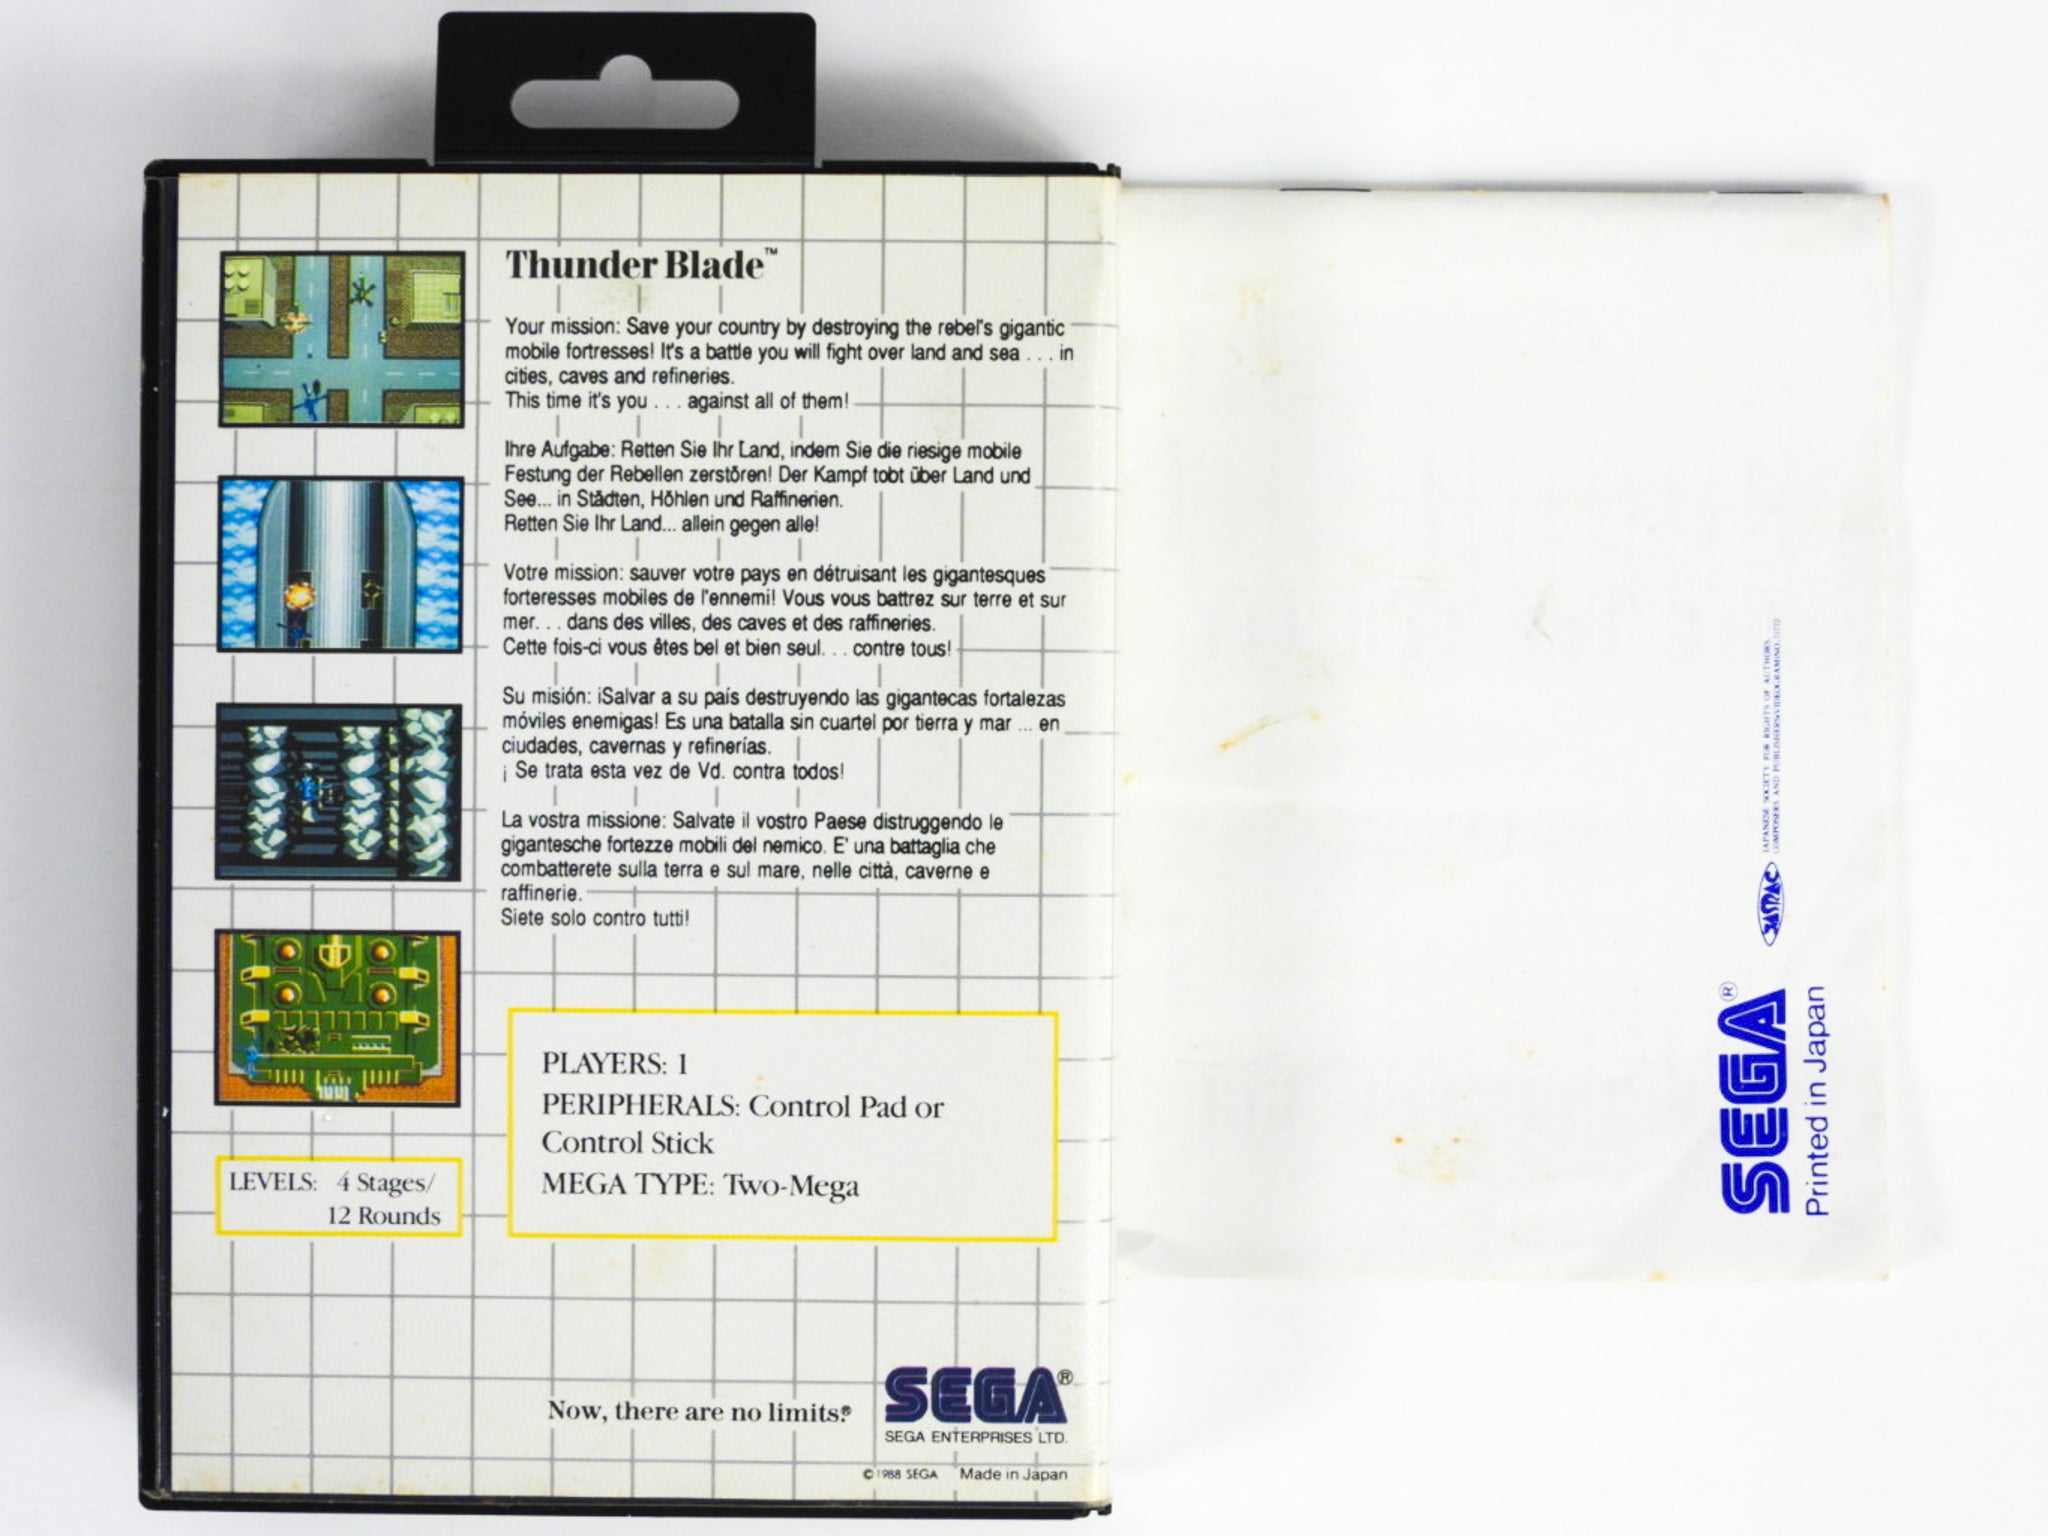 Thunder Blade™
Your mission: Save your country by destroying the rebel's gigantic
mobile fortresses! It's a battle you will fight over land and sea . . . in
cities, caves and refineries.
This time it's you . . . against all of them!
Ihre Aufgabe: Retten Sie Ihr Land, indem Sie die riesige mobile
Festung der Rebellen zerstören! Der Kampf tobt über Land und
See... in Städten, Höhlen und Raffinerien.
Retten Sie Ihr Land... allein gegen alle!
Votre mission: sauver votre pays en détruisant les gigantesques
forteresses mobiles de l'ennemi! Vous vous battrez sur terre et sur
mer. . . dans des villes, des caves et des raffineries.
Cette fois-ci vous êtes bel et bien seul. . . contre tous!
Su misión: ¡Salvar a su país destruyendo las gigantecas fortalezas
móviles enemigas! Es una batalla sin cuartel por tierra y mar ... en
ciudades, cavernas y refinerías.
¡ Se trata esta vez de Vd. contra todos!
La vostra missione: Salvate il vostro Paese distruggendo le
gigantesche fortezze mobili del nemico. E' una battaglia che
combatterete sulla terra e sul mare, nelle città, caverne e
raffinerie.
Siete solo contro tutti!
PLAYERS: 1
PERIPHERALS: Control Pad or
Control Stick
MEGA TYPE: Two-Mega
LEVELS: 4 Stages/
12 Rounds
Now, there are no limits.®
SEGA®
SEGA ENTERPRISES LTD.
©1988 SEGA Made in Japan
JASRAC
JAPANESE SOCIETY FOR RIGHTS OF AUTHORS,
COMPOSERS AND PUBLISHERS
SEGA®
Printed in Japan